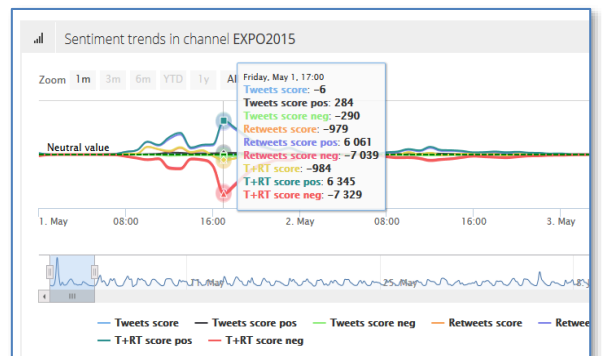 Sentiment trends in channel EXPO2015
Zoom 1m 3m 6m YTD 1y Al
Friday, May 1, 17:00
Tweets score: −6
Tweets score pos: 284
Tweets score neg: −290
Retweets score: −979
Retweets score pos: 6 061
Retweets score neg: −7 039
T+RT score: −984
T+RT score pos: 6 345
T+RT score neg: −7 329
Neutral value
1. May 08:00 16:00 2. May 08:00 16:00 3. May
11. May 25. May 8. J
Tweets score Tweets score pos Tweets score neg Retweets score Retwee
T+RT score pos T+RT score neg